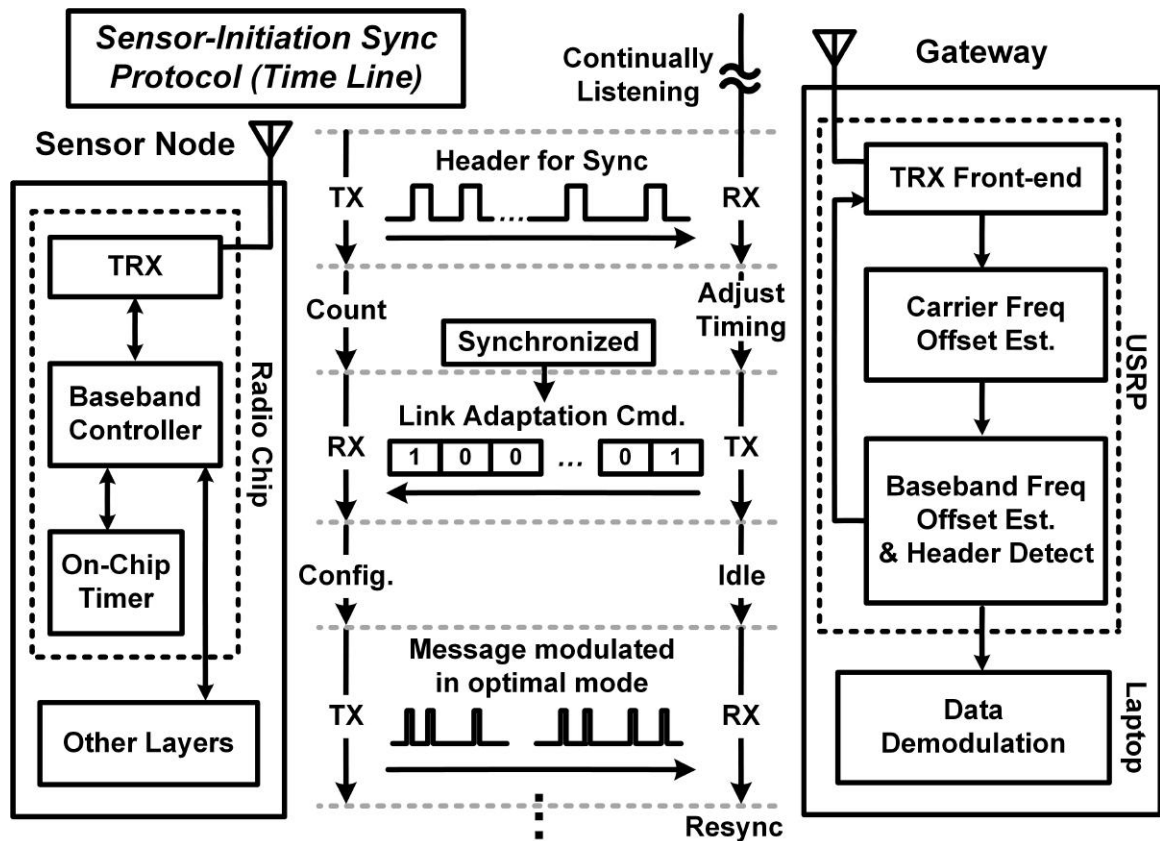 Sensor-Initiation Sync
Protocol (Time Line)
Continually
Listening
Gateway
Sensor Node
TRX
Baseband
Controller
On-Chip
Timer
Radio Chip
Other Layers
Header for Sync
TX
...
RX
Count
Adjust
Timing
Synchronized
Link Adaptation Cmd.
RX
1 0 0 ... 0 1
TX
Config.
Idle
Message modulated
in optimal mode
TX
RX
Resync
TRX Front-end
Carrier Freq
Offset Est.
Baseband Freq
Offset Est.
& Header Detect
USRP
Data
Demodulation
Laptop